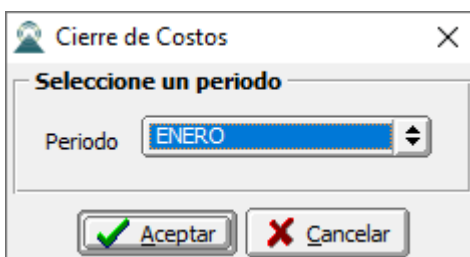 Cierre de Costos
Seleccione un periodo
Periodo ENERO
Aceptar Cancelar